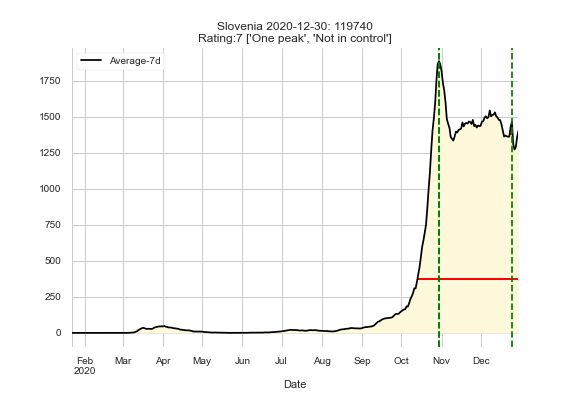 Slovenia 2020-12-30: 119740
Rating:7 ['One peak', 'Not in control']
Average-7d
1750
1500
1250
1000
750
500
250
0
Feb Mar Apr May Jun Jul Aug Sep Oct Nov Dec
2020
Date